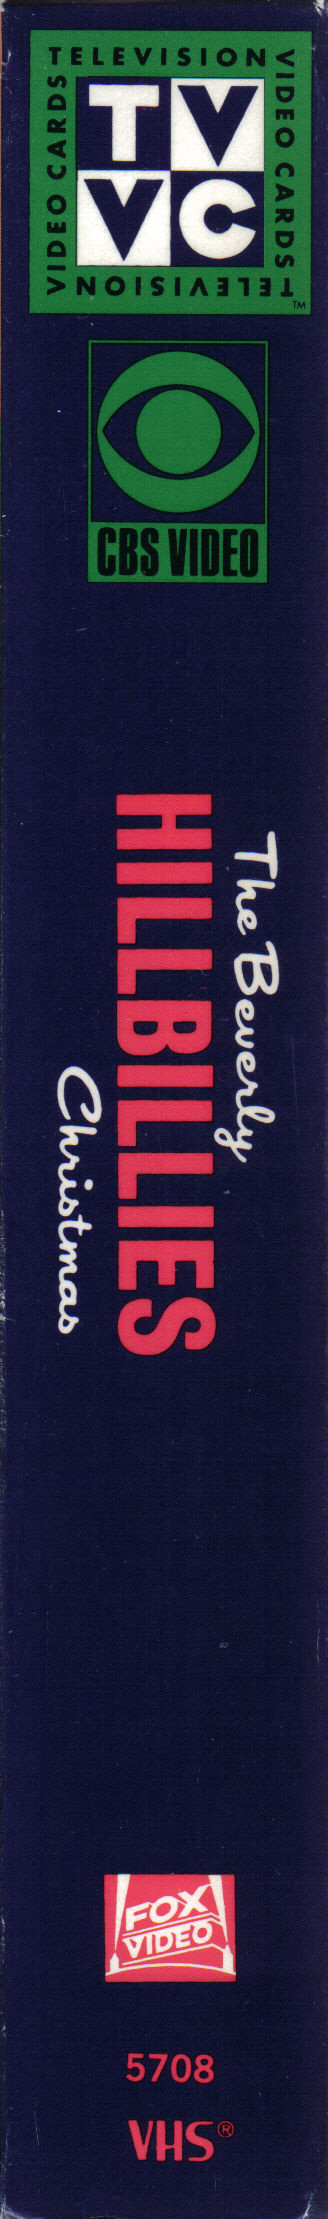 TELEVISION
VIDEO CARDS
TELEVISION
VIDEO CARDS
TV
VC
TM
CBS VIDEO
The Beverly
HILLBILLIES
Christmas
FOX
VIDEO
5708
VHS®